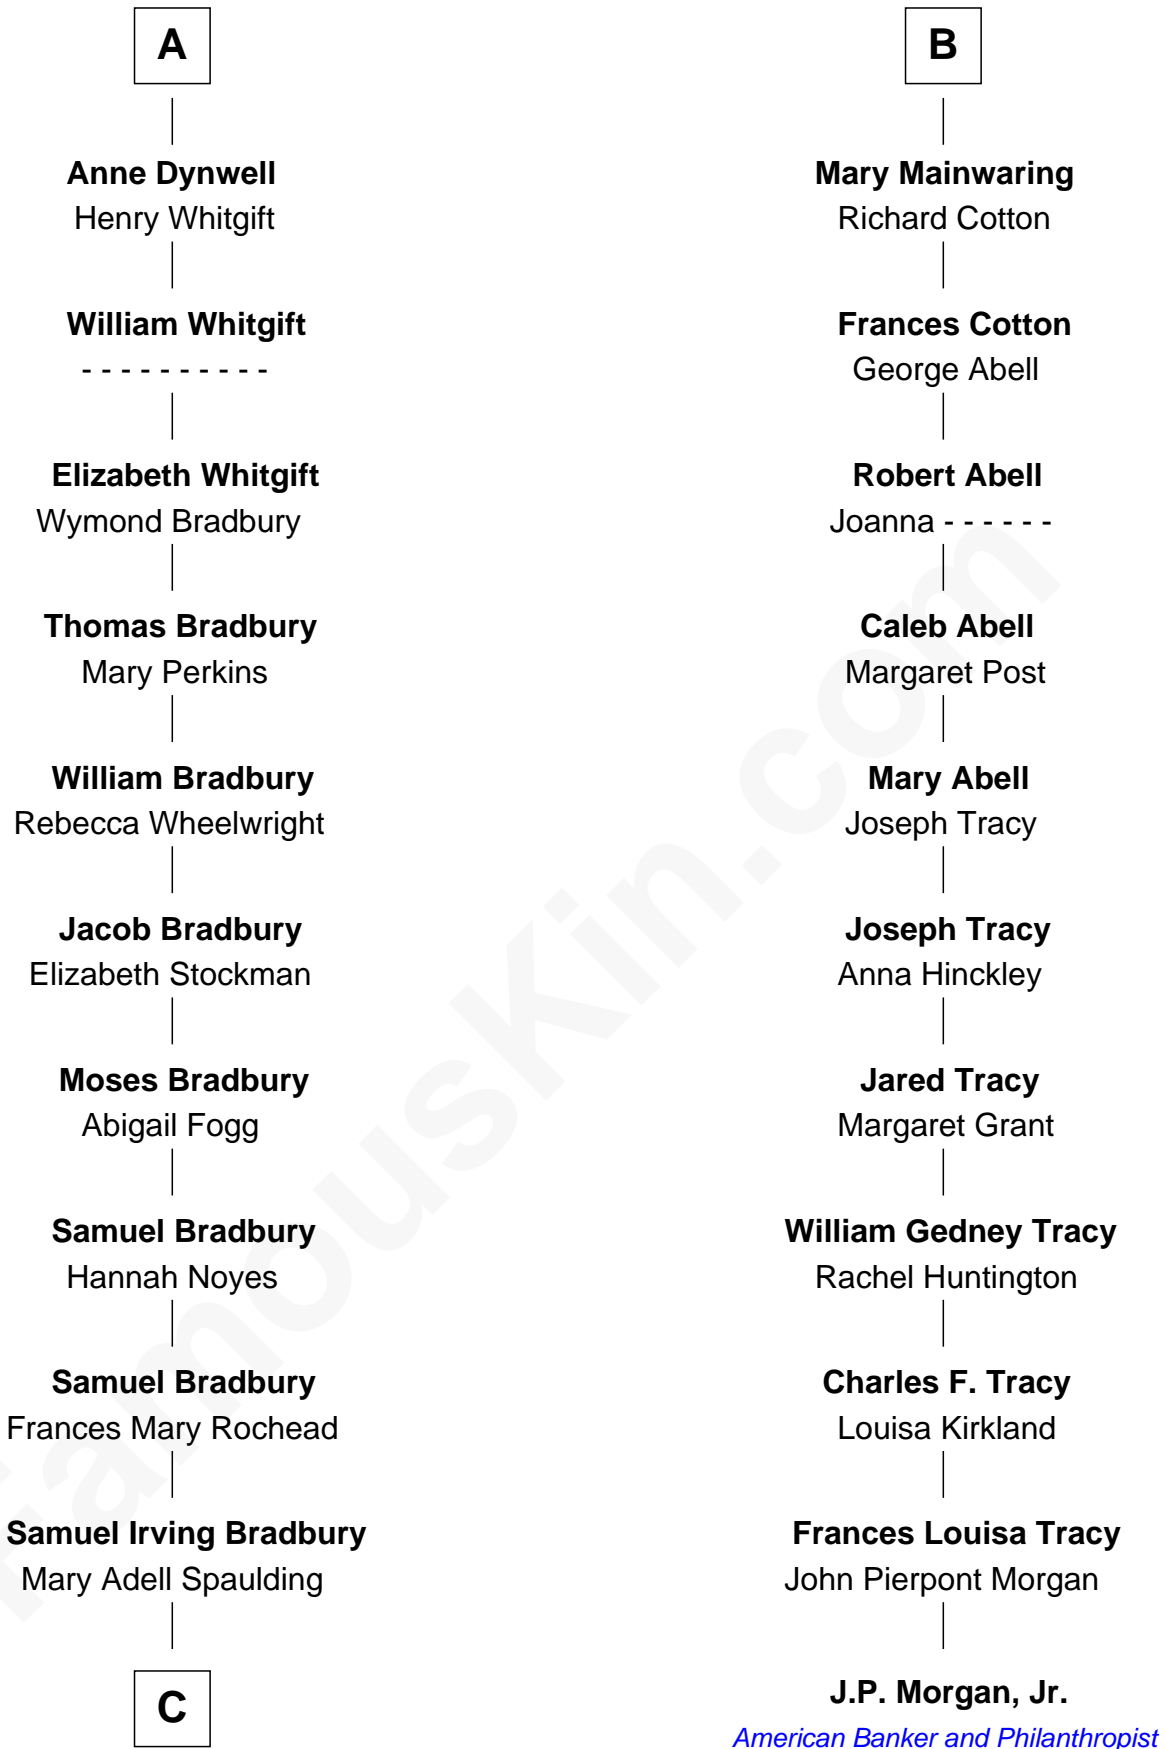 A
Anne Dynwell
Henry Whitgift
William Whitgift
- - - - - - - - - -
Elizabeth Whitgift
Wymond Bradbury
Thomas Bradbury
Mary Perkins
William Bradbury
Rebecca Wheelwright
Jacob Bradbury
Elizabeth Stockman
Moses Bradbury
Abigail Fogg
Samuel Bradbury
Hannah Noyes
Samuel Bradbury
Frances Mary Rochead
Samuel Irving Bradbury
Mary Adell Spaulding
C
B
Mary Mainwaring
Richard Cotton
Frances Cotton
George Abell
Robert Abell
Joanna - - - - - -
Caleb Abell
Margaret Post
Mary Abell
Joseph Tracy
Joseph Tracy
Anna Hinckley
Jared Tracy
Margaret Grant
William Gedney Tracy
Rachel Huntington
Charles F. Tracy
Louisa Kirkland
Frances Louisa Tracy
John Pierpont Morgan
J.P. Morgan, Jr.
American Banker and Philanthropist
FamousKin.com